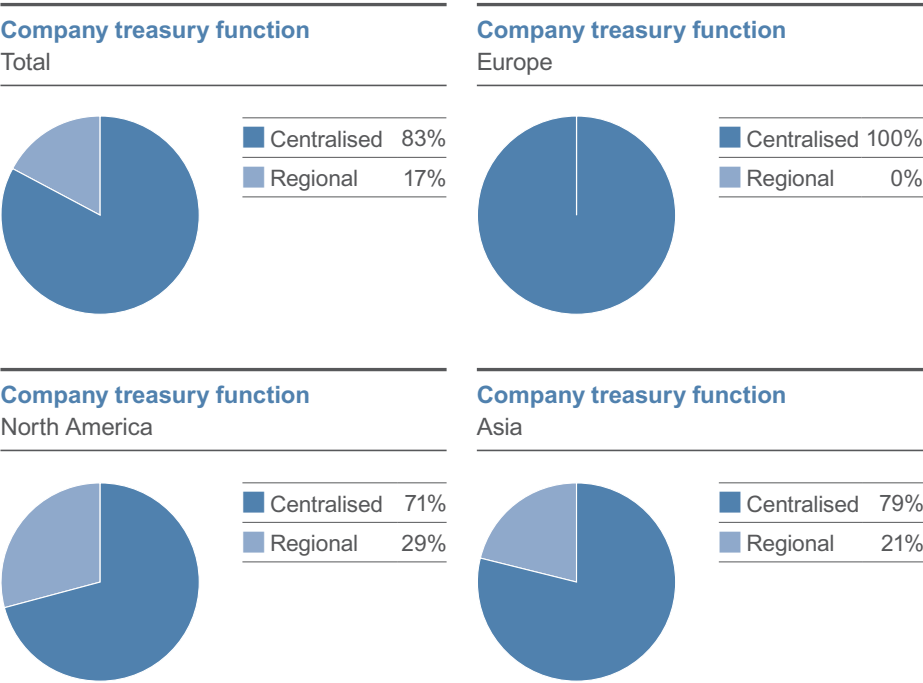 Company treasury function
Total
Centralised 83%
Regional 17%
Company treasury function
Europe
Centralised 100%
Regional 0%
Company treasury function
North America
Centralised 71%
Regional 29%
Company treasury function
Asia
Centralised 79%
Regional 21%